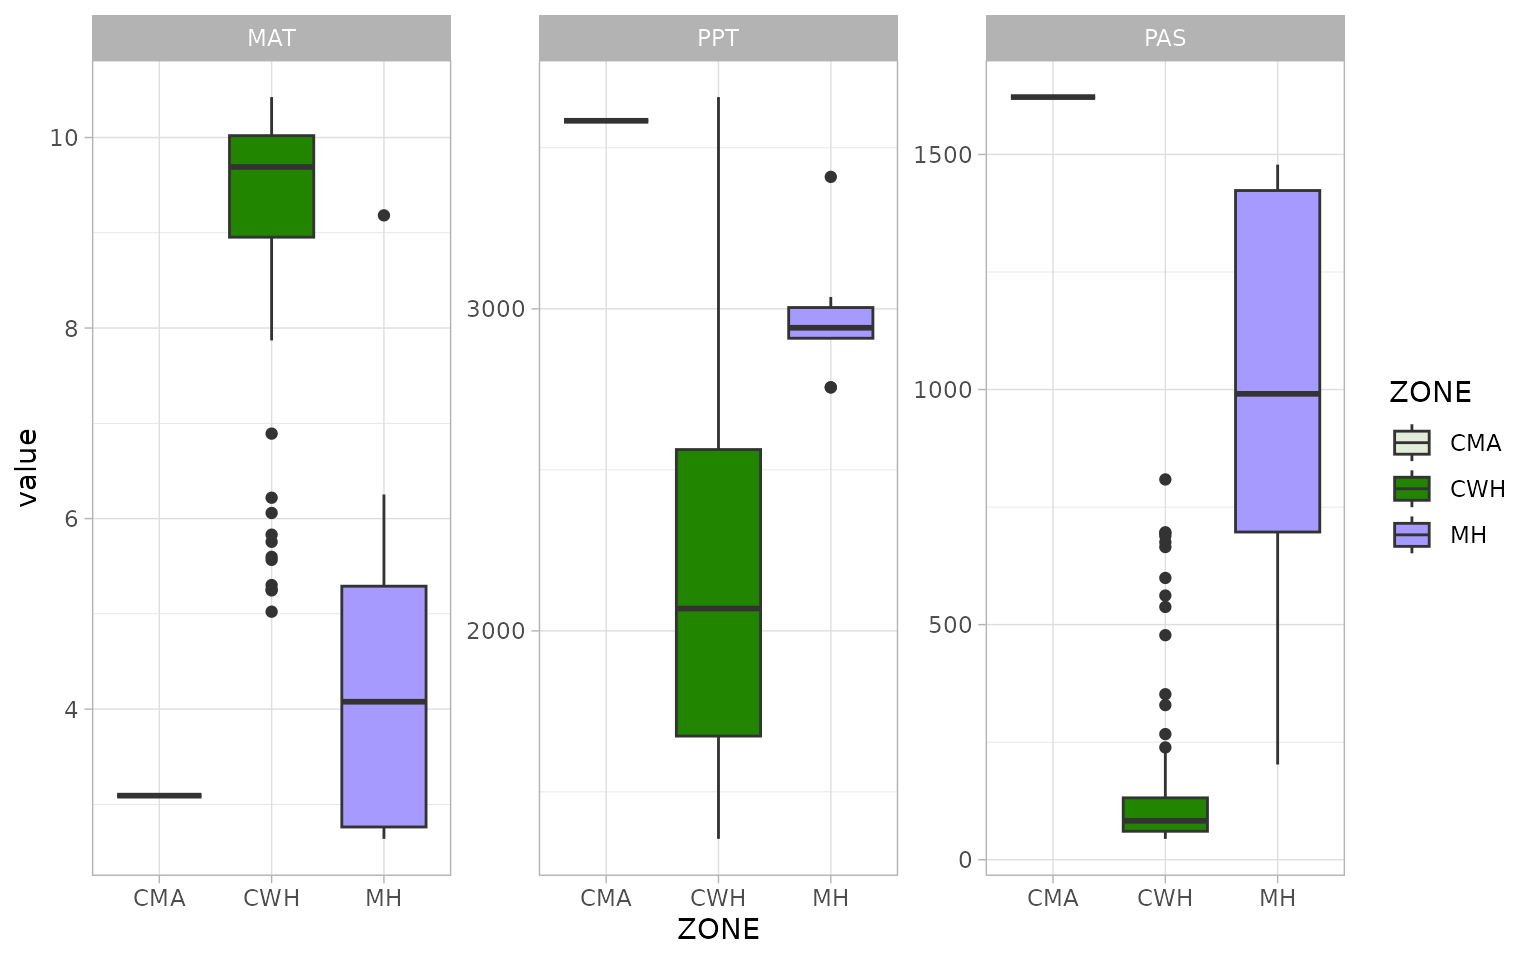 MAT
PPT
PAS
value
10
8
6
4
3000
2000
1500
1000
500
0
CMA CWH MH
CMA CWH MH
CMA CWH MH
ZONE
ZONE
CMA
CWH
MH